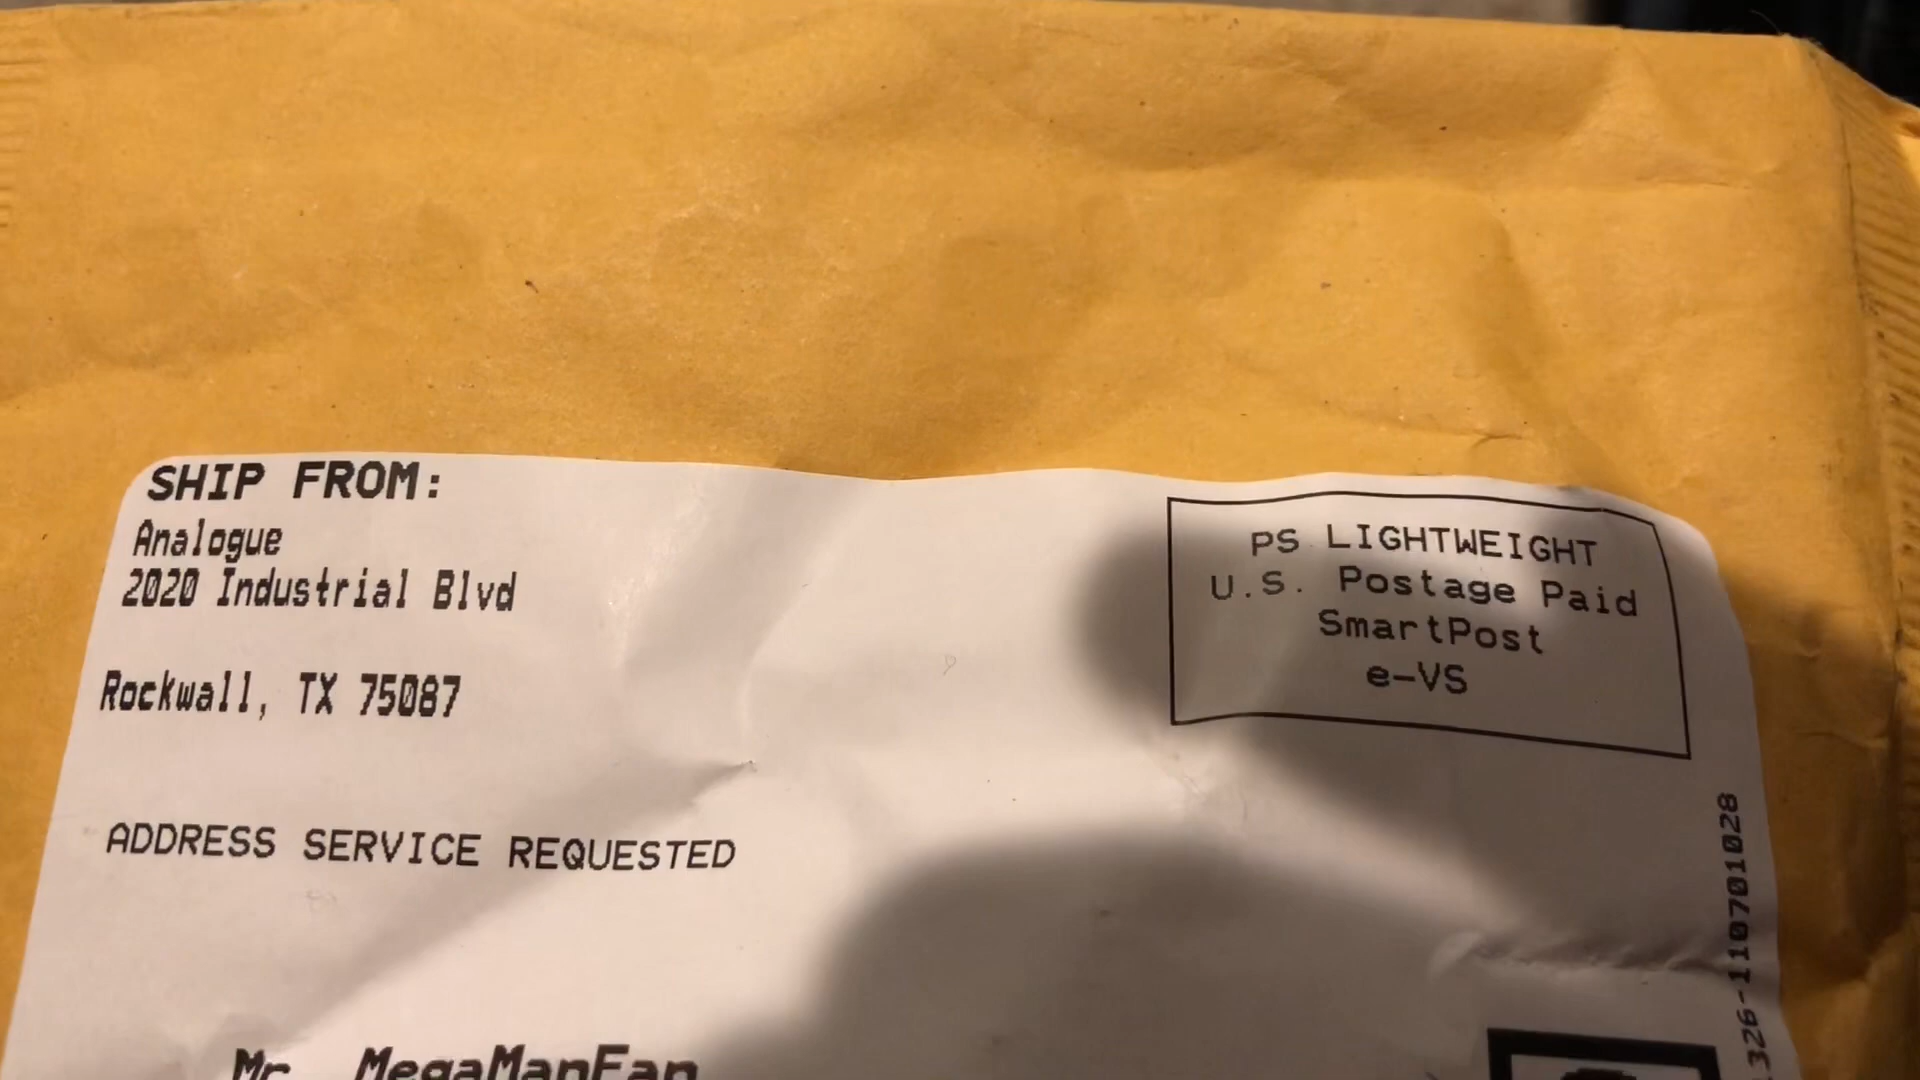 SHIP FROM:
Analogue
2020 Industrial Blvd
Rockwall, TX 75087
PS LIGHTWEIGHT
U.S. Postage Paid
SmartPost
e-VS
ADDRESS SERVICE REQUESTED
326-110701028
Mr. MegaManFan